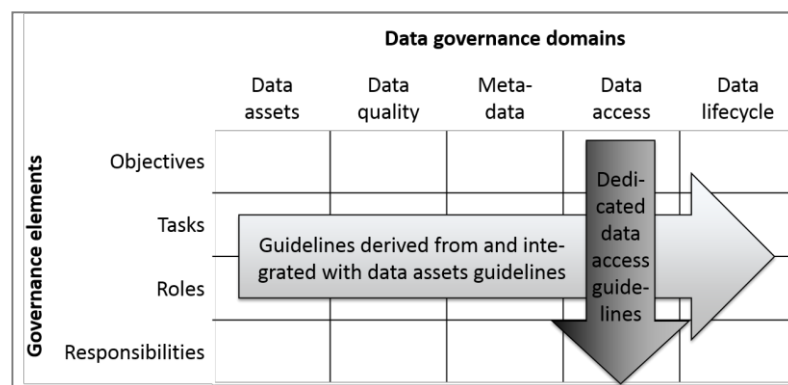 Data governance domains
Data assets
Data quality
Meta-data
Data access
Data lifecycle
Governance elements
Objectives
Tasks
Roles
Responsibilities
Guidelines derived from and inte-
grated with data assets guidelines
Dedi-
cated
data
access
guide-
lines